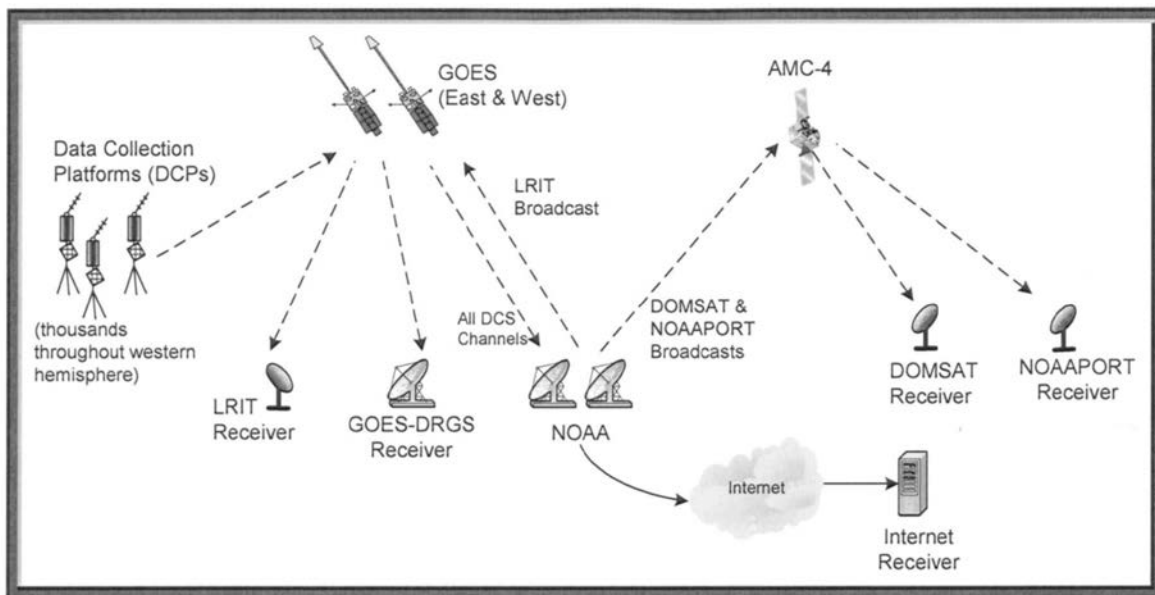 GOES
(East & West)
AMC-4
Data Collection
Platforms (DCPs)
LRIT
Broadcast
(thousands
throughout western
hemisphere)
All DCS
Channels
DOMSAT &
NOAAPORT
Broadcasts
LRIT
Receiver
GOES-DRGS
Receiver
NOAA
DOMSAT
Receiver
NOAAPORT
Receiver
Internet
Internet
Receiver